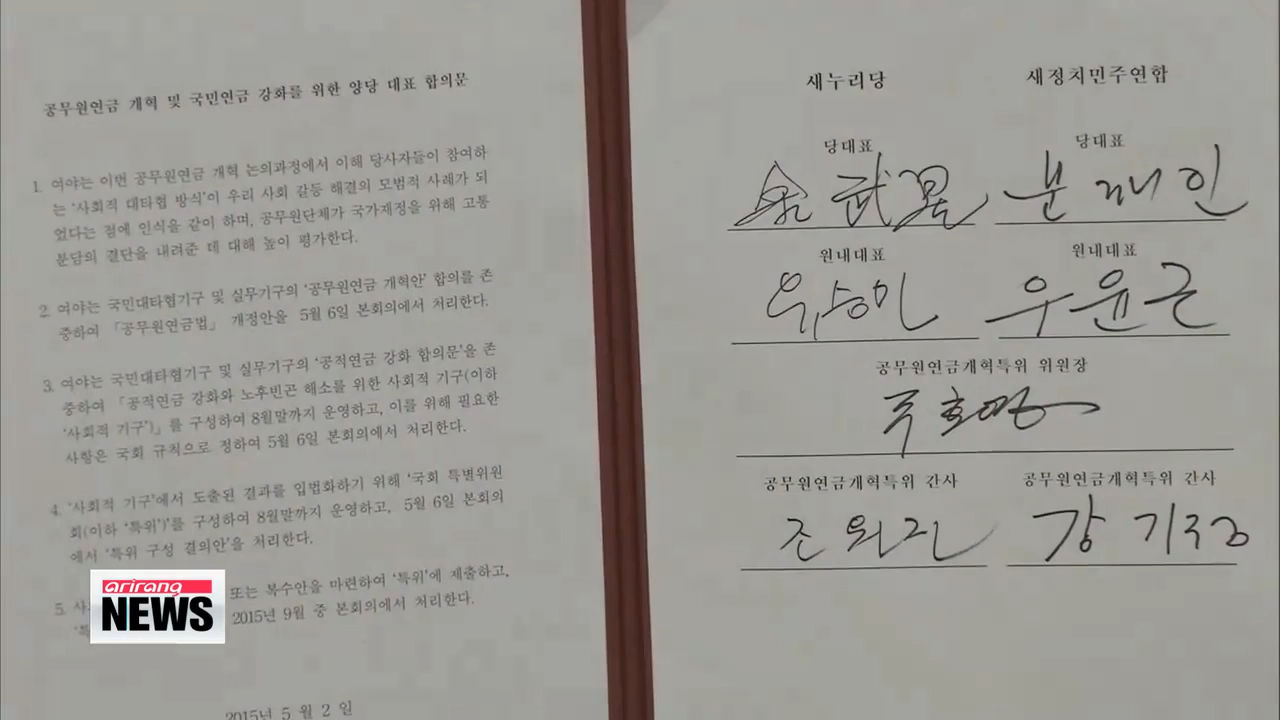 공무원연금 개혁 및 국민연금 강화를 위한 양당 대표 합의문
1. 여야는 이번 공무원연금 개혁 논의과정에서 이해 당사자들이 참여하
는 '사회적 대타협 방식'이 우리 사회 갈등 해결의 모범적 사례가 되
었다는 점에 인식을 같이 하며, 공무원단체가 국가재정을 위해 고통
분담의 결단을 내려준 데 대해 높이 평가한다.
2. 여야는 국민대타협기구 및 실무기구의 '공무원연금 개혁안' 합의를 존
중하여 「공무원연금법」 개정안을 5월 6일 본회의에서 처리한다.
3. 여야는 국민대타협기구 및 실무기구의 '공적연금 강화 합의문'을 존
중하여 「공적연금 강화와 노후빈곤 해소를 위한 사회적 기구(이하
'사회적 기구')」를 구성하여 8월말까지 운영하고, 이를 위해 필요한
사항은 국회 규칙으로 정하여 5월 6일 본회의에서 처리한다.
4. '사회적 기구'에서 도출된 결과를 입법화하기 위해 '국회 특별위원
회(이하 '특위')'를 구성하여 8월말까지 운영하고, 5월 6일 본회의
에서 '특위 구성 결의안'을 처리한다.
5. 사 또는 복수안을 마련하여 '특위'에 제출하고,
'특 2015년 9월 중 본회의에서 처리한다.
2015년 5월 2일
arirang
NEWS
새누리당 새정치민주연합
당대표 당대표
金武星 문재인
원내대표 원내대표
유승민 우윤근
공무원연금개혁특위 위원장
주호영
공무원연금개혁특위 간사 공무원연금개혁특위 간사
조원진 강기정